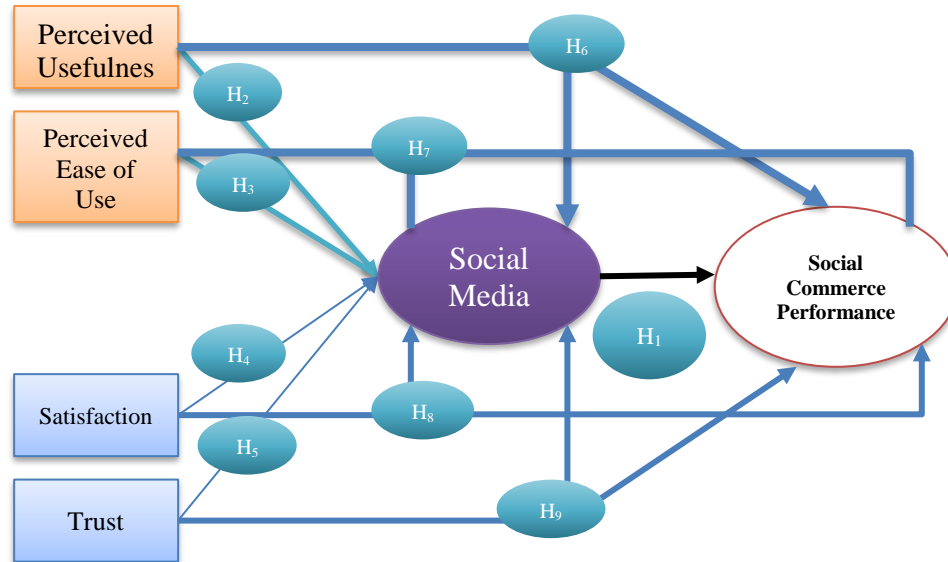 Perceived
Usefulnes
H₆
H₂
Perceived
Ease of
Use
H₇
H₃
Social
Media
Social
Commerce
Performance
H₁
H₄
Satisfaction
H₈
H₅
Trust
H₉